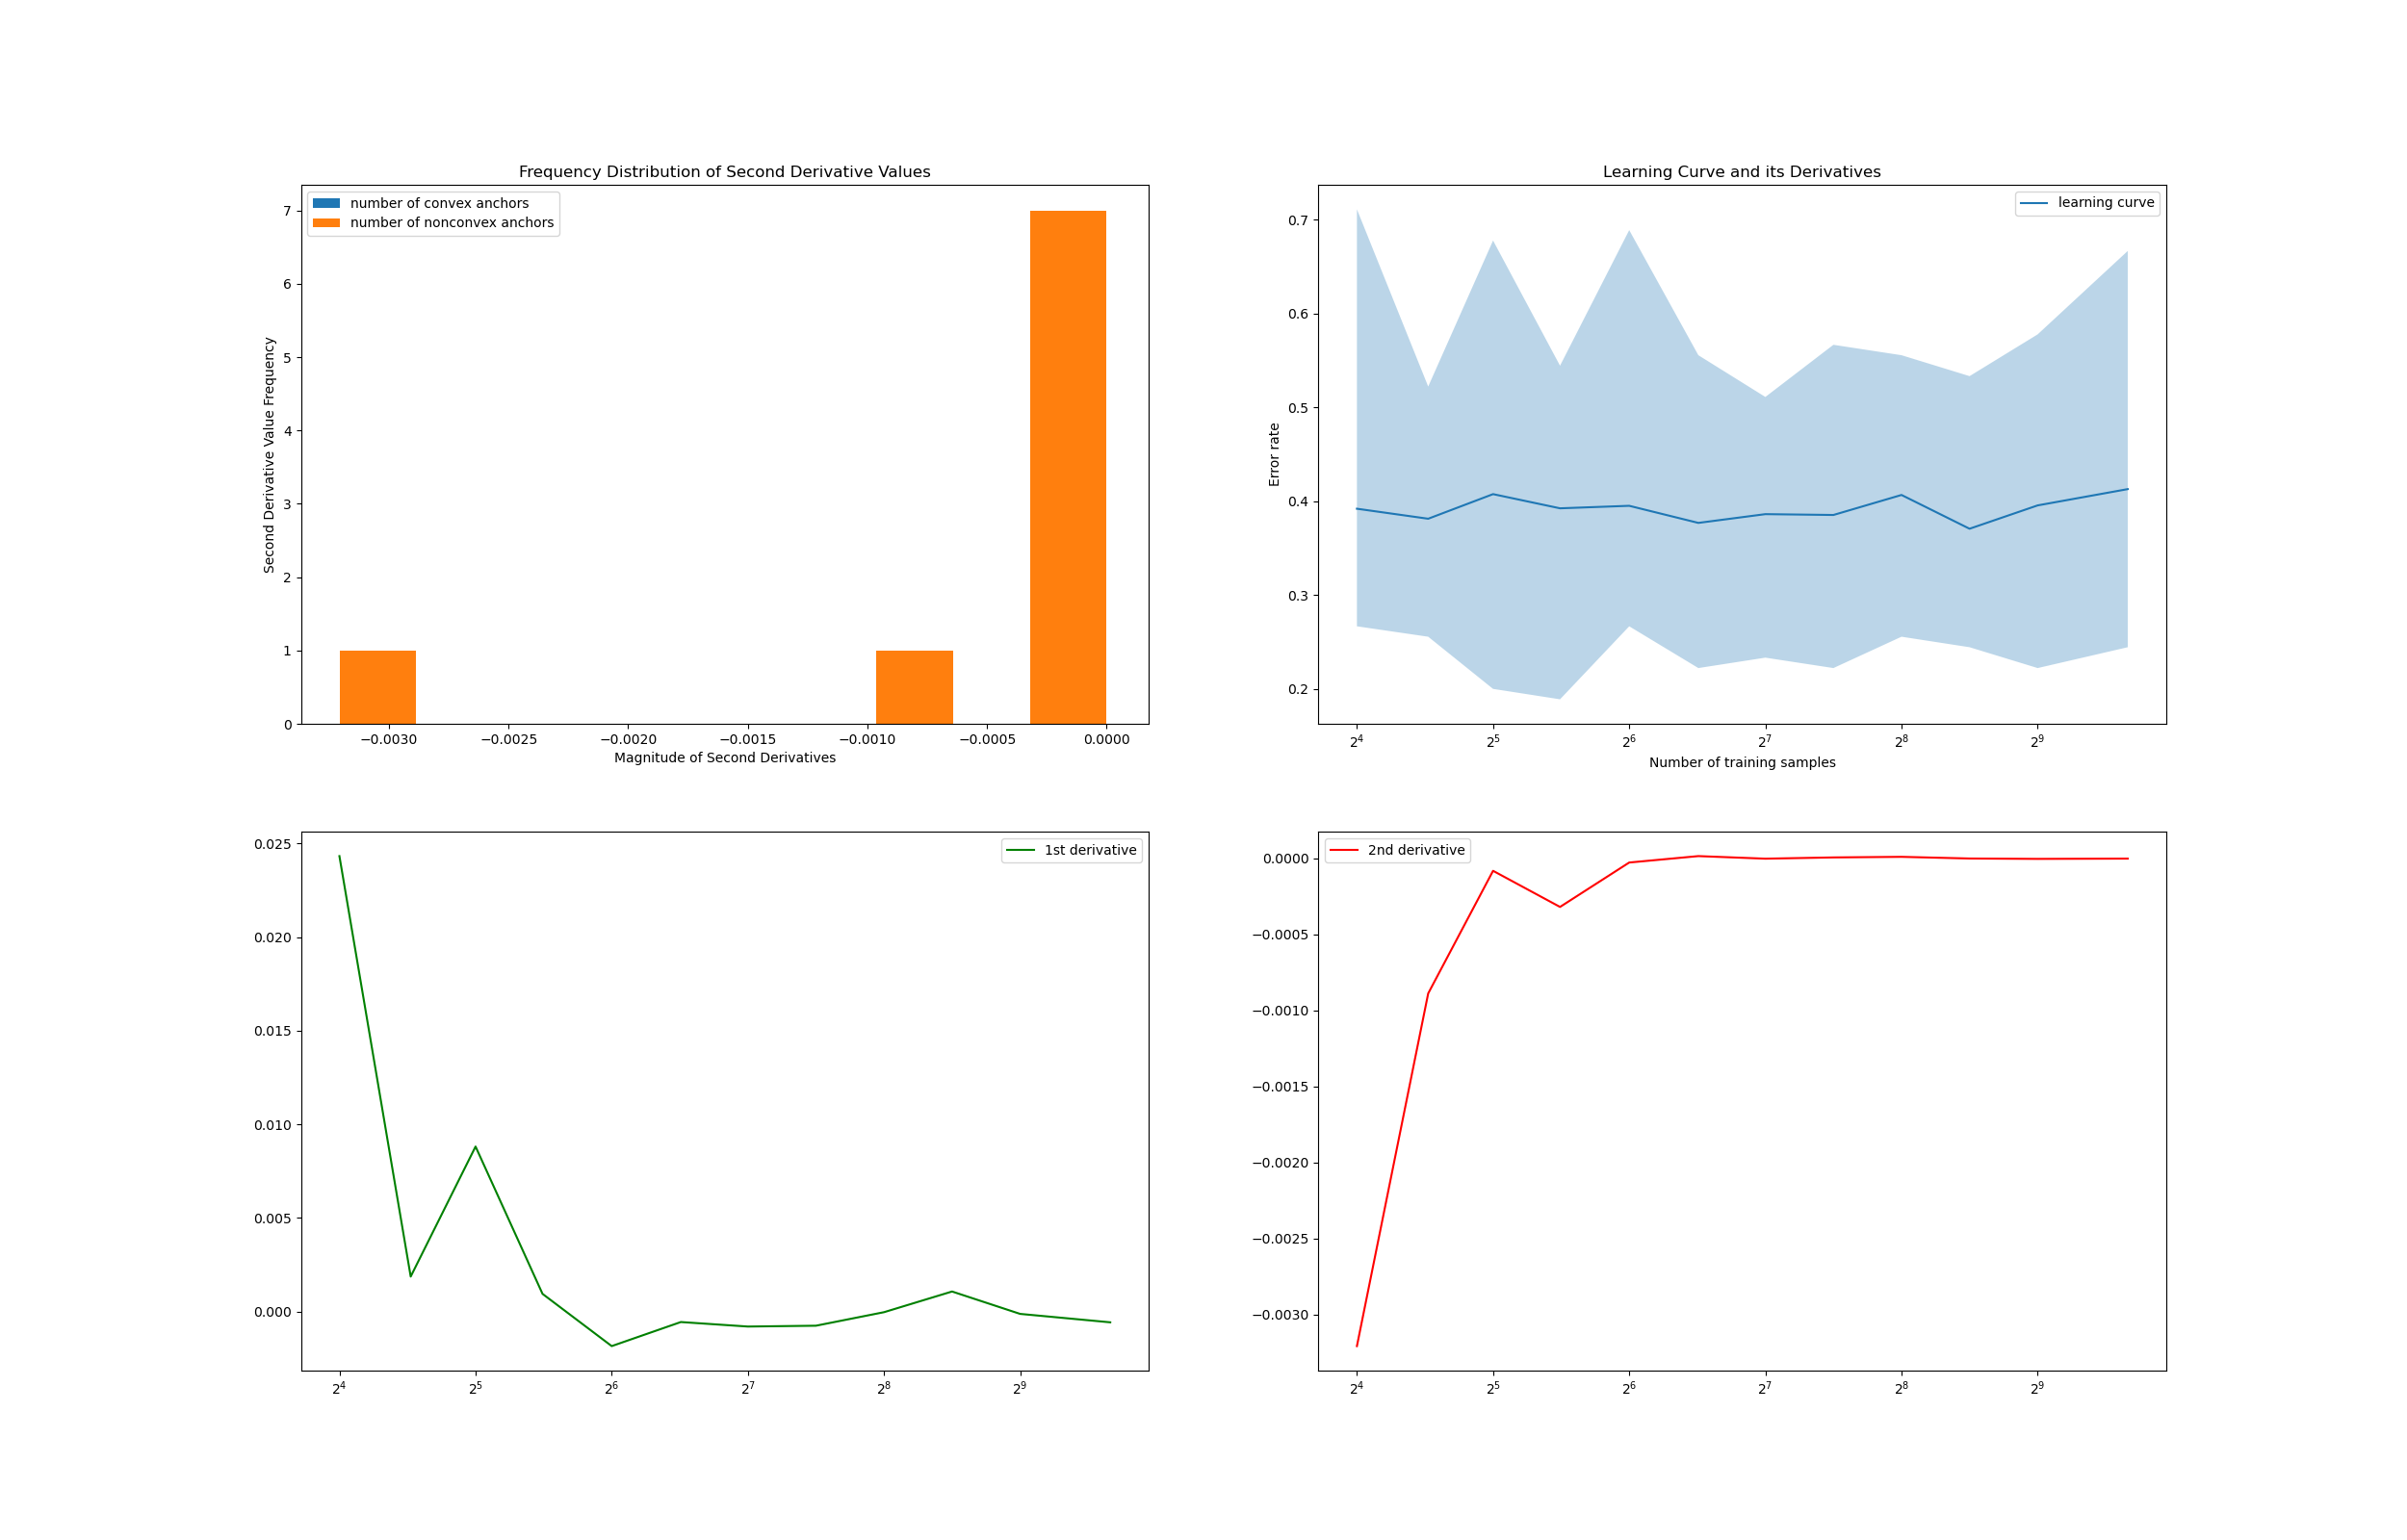 Frequency Distribution of Second Derivative Values
number of convex anchors
number of nonconvex anchors
Second Derivative Value Frequency
7
6
5
4
3
2
1
0
−0.0030 −0.0025 −0.0020 −0.0015 −0.0010 −0.0005 0.0000
Magnitude of Second Derivatives
Learning Curve and its Derivatives
learning curve
Error rate
0.7
0.6
0.5
0.4
0.3
0.2
2⁴ 2⁵ 2⁶ 2⁷ 2⁸ 2⁹
Number of training samples
1st derivative
0.025
0.020
0.015
0.010
0.005
0.000
2⁴ 2⁵ 2⁶ 2⁷ 2⁸ 2⁹
2nd derivative
0.0000
−0.0005
−0.0010
−0.0015
−0.0020
−0.0025
−0.0030
2⁴ 2⁵ 2⁶ 2⁷ 2⁸ 2⁹